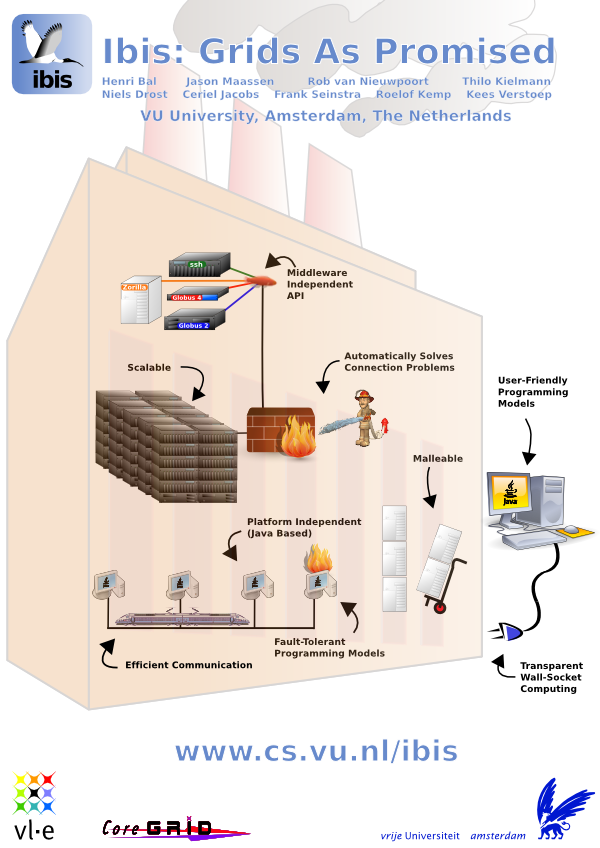 ibis
Ibis: Grids As Promised
Henri Bal Jason Maassen Rob van Nieuwpoort Thilo Kielmann
Niels Drost Ceriel Jacobs Frank Seinstra Roelof Kemp Kees Verstoep
VU University, Amsterdam, The Netherlands
ssh
Zorilla
Globus 4
Globus 2
Middleware
Independent
API
Scalable
Automatically Solves
Connection Problems
User-Friendly
Programming
Models
Malleable
Java
Platform Independent
(Java Based)
Fault-Tolerant
Programming Models
Efficient Communication
Transparent
Wall-Socket
Computing
www.cs.vu.nl/ibis
vl·e
Core GRID
vrije Universiteit amsterdam